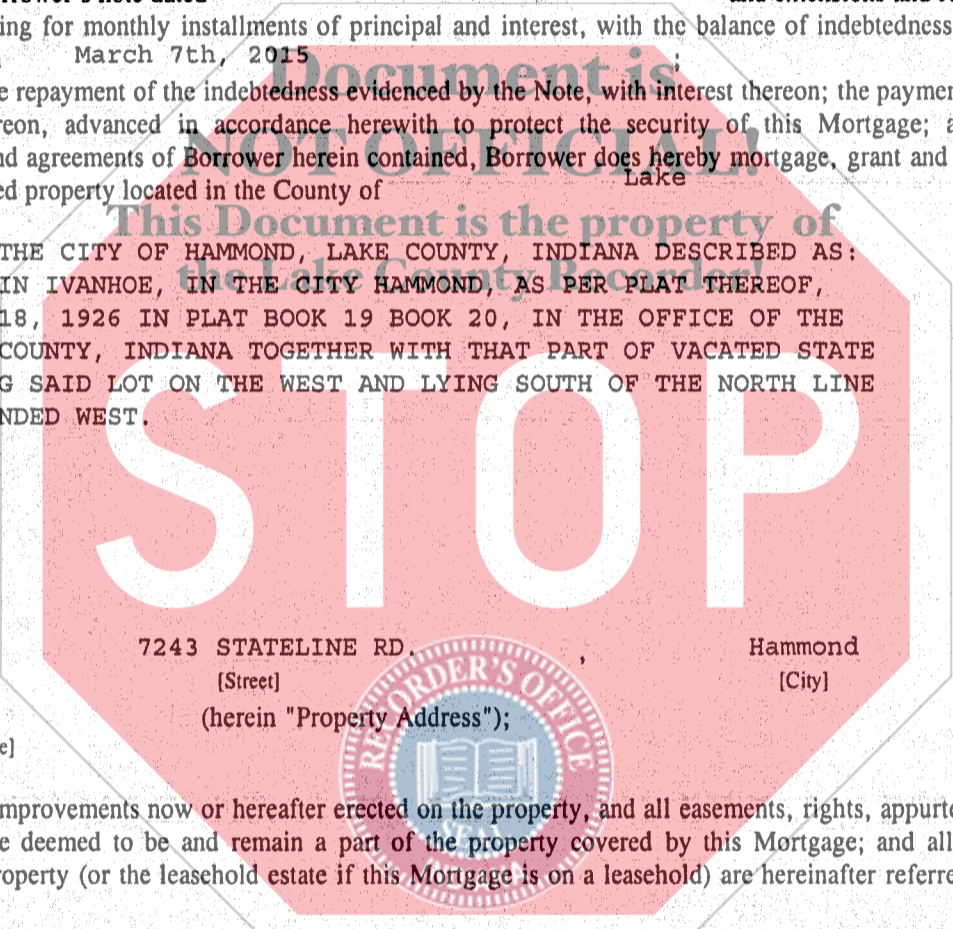 ing for monthly installments of principal and interest, with the balance of indebtedness
March 7th, 2015 ;
Document is
e repayment of the indebtedness evidenced by the Note, with interest thereon; the paymen
reon, advanced in accordance herewith to protect the security of this Mortgage; a
NOT OFFICIAL!
nd agreements of Borrower herein contained, Borrower does hereby mortgage, grant and
ed property located in the County of Lake
This Document is the property of
the Lake County Recorder!
THE CITY OF HAMMOND, LAKE COUNTY, INDIANA DESCRIBED AS:
IN IVANHOE, IN THE CITY HAMMOND, AS PER PLAT THEREOF,
18, 1926 IN PLAT BOOK 19 BOOK 20, IN THE OFFICE OF THE
COUNTY, INDIANA TOGETHER WITH THAT PART OF VACATED STATE
G SAID LOT ON THE WEST AND LYING SOUTH OF THE NORTH LINE
NDED WEST.
STOP
7243 STATELINE RD. , Hammond
[Street] [City]
(herein "Property Address");
e]
RECORDER'S OFFICE
SEAL
mprovements now or hereafter erected on the property, and all easements, rights, appurte
e deemed to be and remain a part of the property covered by this Mortgage; and all
roperty (or the leasehold estate if this Mortgage is on a leasehold) are hereinafter referre